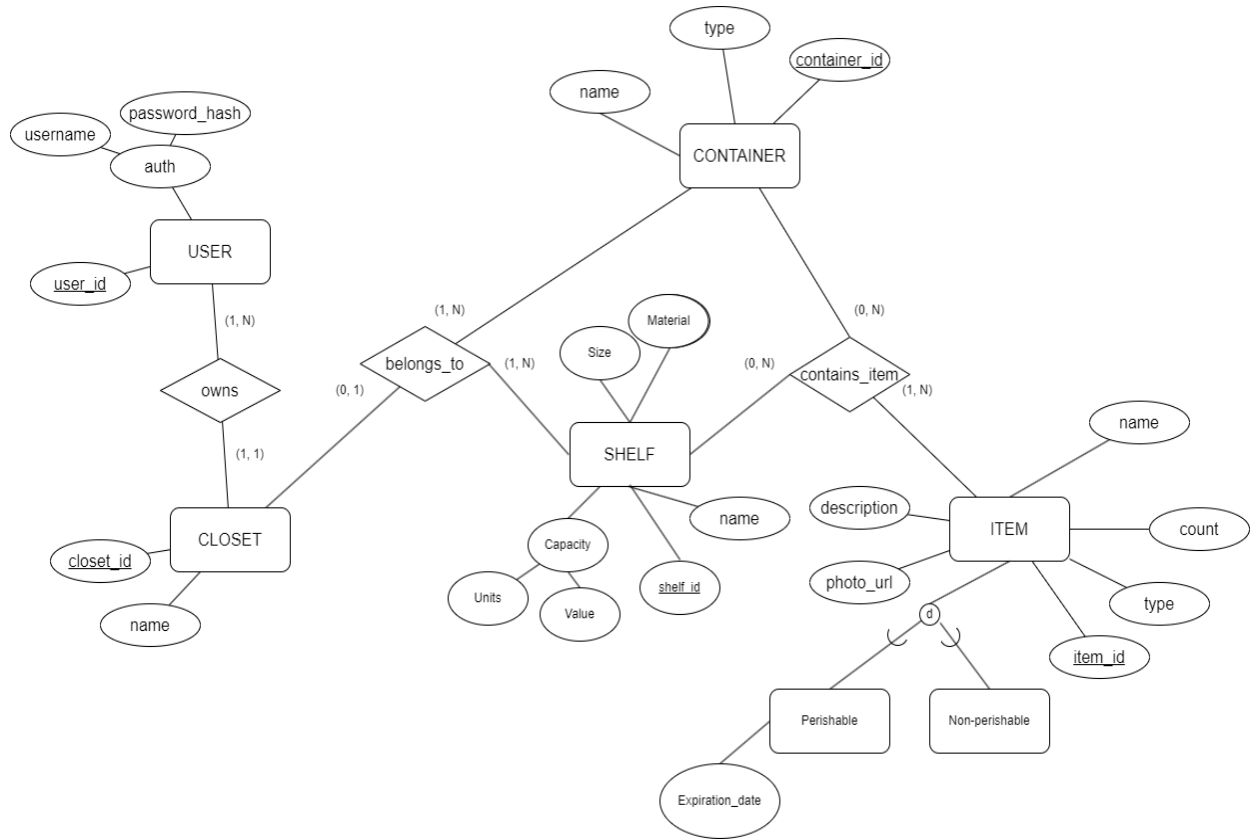 type
container_id
name
CONTAINER
password_hash
username
auth
USER
user_id
(1, N)
owns
(1, 1)
CLOSET
closet_id
name
(1, N)
belongs_to
(1, N)
(0, 1)
Size
Material
SHELF
Capacity
Units
Value
shelf_id
name
(0, N)
(0, N)
contains_item
(1, N)
name
description
ITEM
count
photo_url
type
item_id
d
Perishable
Non-perishable
Expiration_date